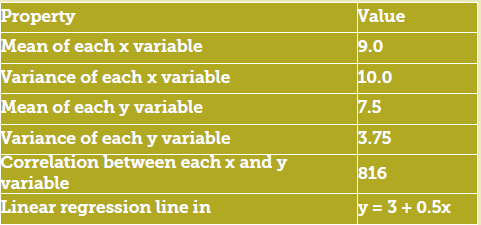 Property Value
Mean of each x variable 9.0
Variance of each x variable 10.0
Mean of each y variable 7.5
Variance of each y variable 3.75
Correlation between each x and y
variable 816
Linear regression line in y = 3 + 0.5x